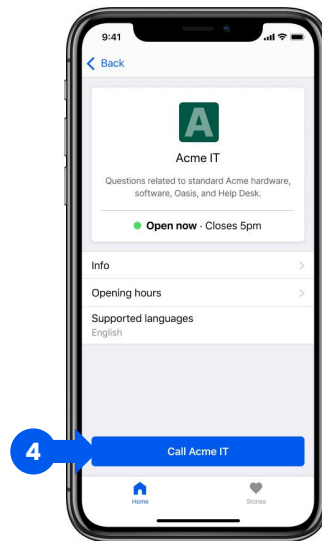 9:41
Back
A
Acme IT
Questions related to standard Acme hardware,
software, Oasis, and Help Desk.
Open now · Closes 5pm
Info
Opening hours
Supported languages
English
4
Call Acme IT
Home
Stories